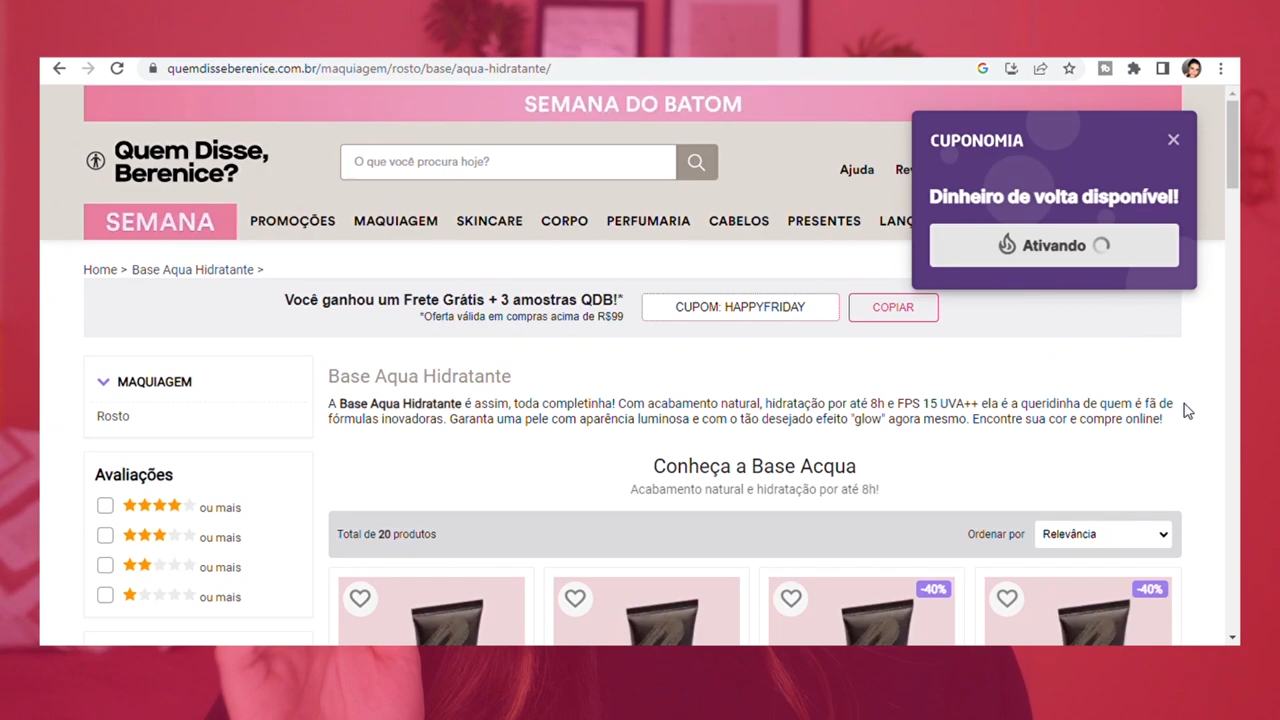 quemdisseberenice.com.br/maquiagem/rosto/base/aqua-hidratante/
SEMANA DO BATOM
Quem Disse,
Berenice?
O que você procura hoje?
Ajuda
CUPONOMIA
Dinheiro de volta disponível!
Ativando
SEMANA
PROMOÇÕES
MAQUIAGEM
SKINCARE
CORPO
PERFUMARIA
CABELOS
PRESENTES
Home > Base Aqua Hidratante >
Você ganhou um Frete Grátis + 3 amostras QDB!*
*Oferta válida em compras acima de R$99
CUPOM: HAPPYFRIDAY
COPIAR
MAQUIAGEM
Rosto
Avaliações
ou mais
ou mais
ou mais
ou mais
Base Aqua Hidratante
A Base Aqua Hidratante é assim, toda completinha! Com acabamento natural, hidratação por até 8h e FPS 15 UVA++ ela é a queridinha de quem é fã de
fórmulas inovadoras. Garanta uma pele com aparência luminosa e com o tão desejado efeito "glow" agora mesmo. Encontre sua cor e compre online!
Conheça a Base Acqua
Acabamento natural e hidratação por até 8h!
Total de 20 produtos
Ordenar por
Relevância
-40%
-40%